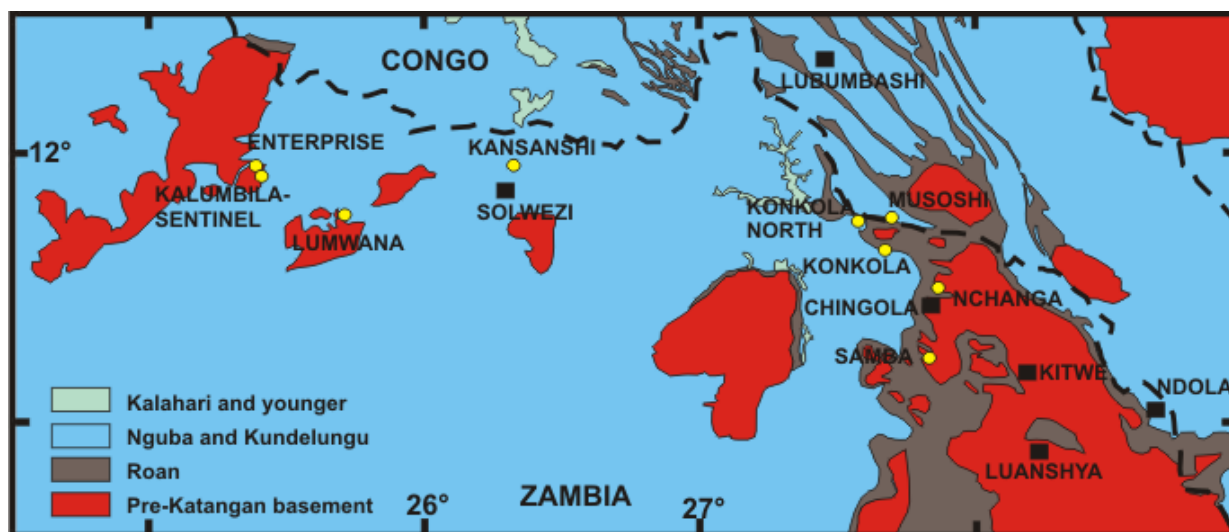 CONGO
LUBUMBASHI
12°
ENTERPRISE
KANSANSHI
KALUMBILA-
SENTINEL
SOLWEZI
MUSOSHI
KONKOLA
NORTH
LUMWANA
KONKOLA
CHINGOLA
NCHANGA
SAMBA
KITWE
NDOLA
Kalahari and younger
Nguba and Kundelungu
Roan
LUANSHYA
Pre-Katangan basement
26°
ZAMBIA
27°